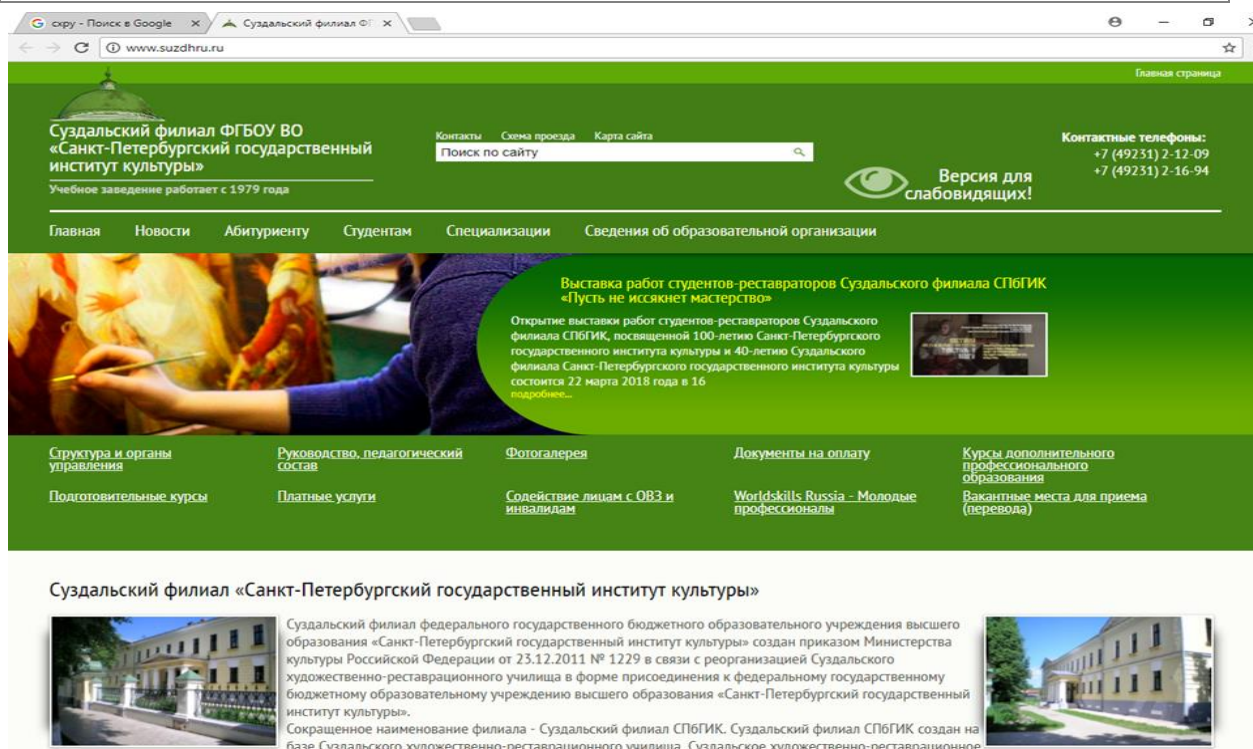 схру - Поиск в Google
Суздальский филиал ФГ
www.suzdhru.ru
Главная страница
Суздальский филиал ФГБОУ ВО
«Санкт-Петербургский государственный
институт культуры»
Учебное заведение работает с 1979 года
Контакты Схема проезда Карта сайта
Поиск по сайту
Версия для
слабовидящих!
Контактные телефоны:
+7 (49231) 2-12-09
+7 (49231) 2-16-94
Главная Новости Абитуриенту Студентам Специализации Сведения об образовательной организации
Выставка работ студентов-реставраторов Суздальского филиала СПбГИК
«Пусть не иссякнет мастерство»
Открытие выставки работ студентов-реставраторов Суздальского
филиала СПбГИК, посвященной 100-летию Санкт-Петербургского
государственного института культуры и 40-летию Суздальского
филиала Санкт-Петербургского государственного института культуры
состоится 22 марта 2018 года в 16
подробнее...
Структура и органы
управления
Руководство, педагогический
состав
Фотогалерея
Документы на оплату
Курсы дополнительного
профессионального
образования
Подготовительные курсы
Платные услуги
Содействие лицам с ОВЗ и
инвалидам
Worldskills Russia - Молодые
профессионалы
Вакантные места для приема
(перевода)
Суздальский филиал «Санкт-Петербургский государственный институт культуры»
Суздальский филиал федерального государственного бюджетного образовательного учреждения высшего
образования «Санкт-Петербургский государственный институт культуры» создан приказом Министерства
культуры Российской Федерации от 23.12.2011 № 1229 в связи с реорганизацией Суздальского
художественно-реставрационного училища в форме присоединения к федеральному государственному
бюджетному образовательному учреждению высшего образования «Санкт-Петербургский государственный
институт культуры».
Сокращенное наименование филиала - Суздальский филиал СПбГИК. Суздальский филиал СПбГИК создан на
базе Суздальского художественно-реставрационного училища. Суздальское художественно-реставрационное